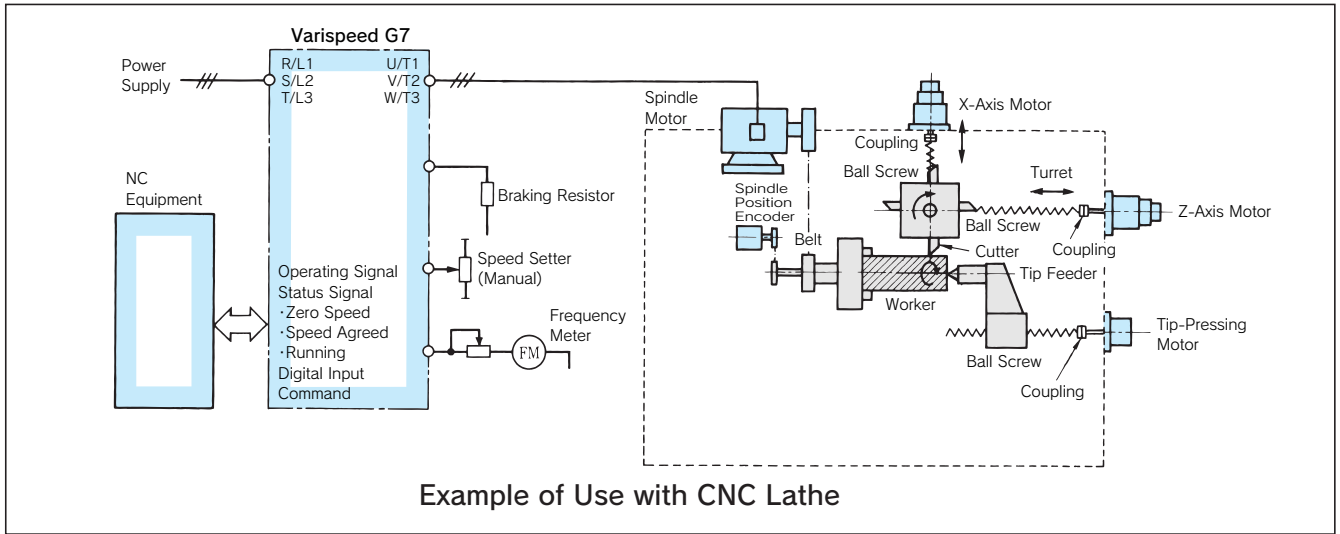 Varispeed G7
Power
Supply
R/L1
S/L2
T/L3
U/T1
V/T2
W/T3
NC
Equipment
Operating Signal
Status Signal
・Zero Speed
・Speed Agreed
・Running
Digital Input
Command
Braking Resistor
Speed Setter
(Manual)
Frequency
Meter
FM
Spindle
Motor
X-Axis Motor
Coupling
Ball Screw
Turret
Spindle
Position
Encoder
Belt
Ball Screw
Coupling
Z-Axis Motor
Cutter
Tip Feeder
Worker
Ball Screw
Coupling
Tip-Pressing
Motor
Example of Use with CNC Lathe